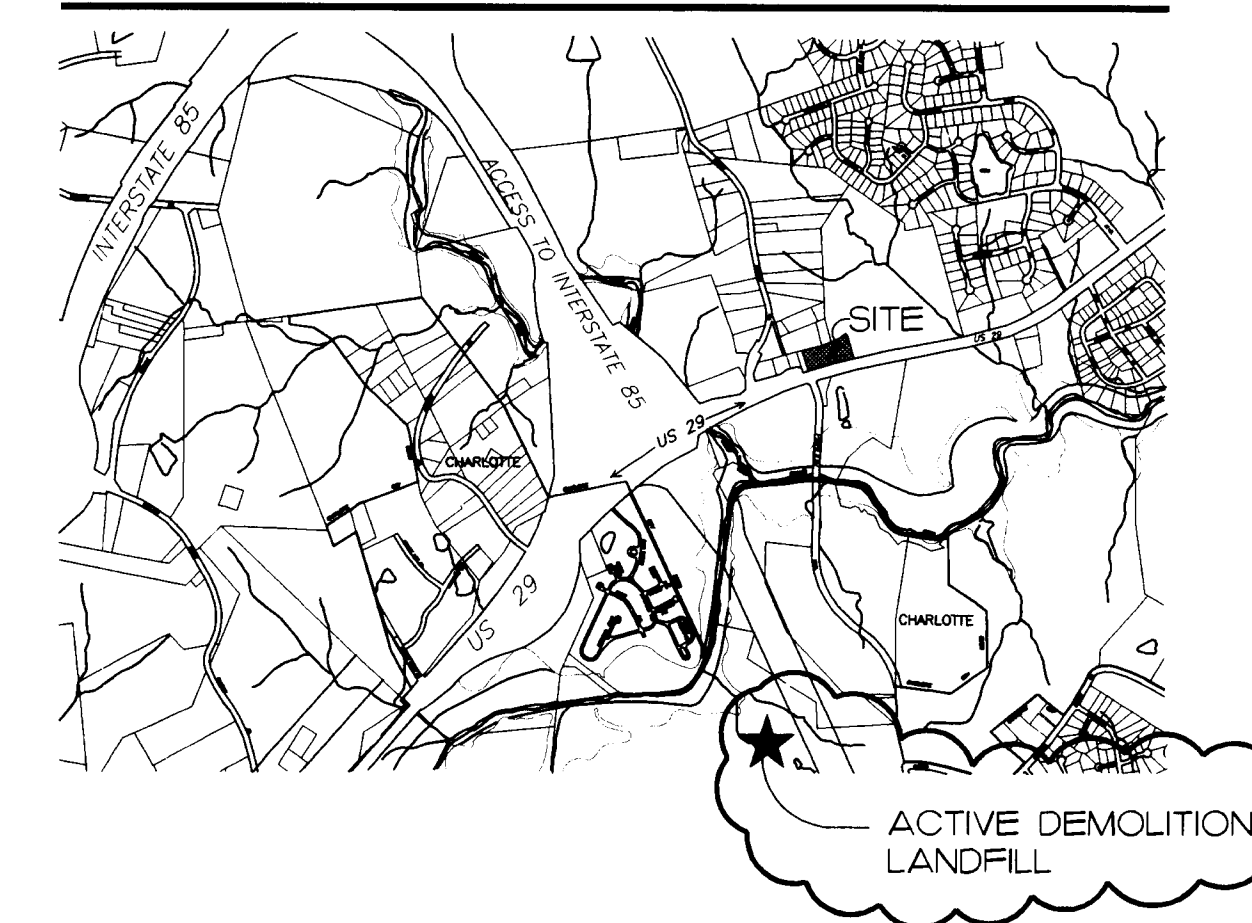 INTERSTATE 85
ACCESS TO INTERSTATE 85
SITE
US 29
US 29
CHARLOTTE
US 29
CHARLOTTE
ACTIVE DEMOLITION
LANDFILL